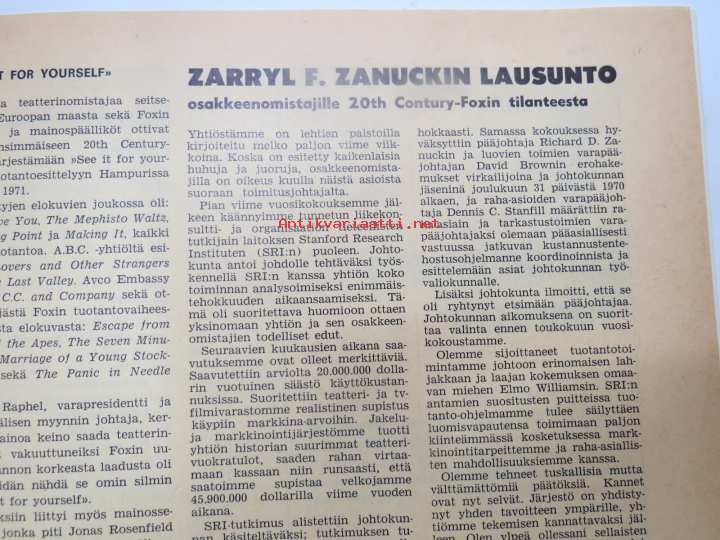 T FOR YOURSELF»
a teatterinomistajaa seitse-
Euroopan maasta sekä Foxin
ja mainospäälliköt ottivat
nsimmäiseen 20th Century-
järjestämään »See it for your-
uotantoesittelyyn Hampurissa
1971.
tyjen elokuvien joukossa oli:
ve You, The Mephisto Waltz,
ng Point ja Making It, kaikki
tuotantoa. A.B.C. -yhtiöltä esi-
Lovers and Other Strangers
e Last Valley. Avco Embassy
C.C. and Company sekä ot-
jästä Foxin tuotantovaihees-
sta elokuvasta: Escape from
the Apes, The Seven Minu-
Marriage of a Young Stock-
sekä The Panic in Needle
Raphel, varapresidentti ja
älisen myynnin johtaja, ker-
ainoa keino saada teatterin-
vakuuttuneiksi Foxin uu-
annon korkeasta laadusta oli
idän nähdä se omin silmin
t for yourself».
ksiin liittyi myös mainosse-
jonka piti Jonas Rosenfield
ZARRYL F. ZANUCKIN LAUSUNTO
osakkeenomistajille 20th Century-Foxin tilanteesta
Yhtiöstämme on lehtien palstoilla
kirjoiteltu melko paljon viime viik-
koina. Koska on esitetty kaikenlaisia
huhuja ja juoruja, osakkeenomista-
jilla on oikeus kuulla näistä asioista
suoraan toimitusjohtajalta.
Pian viime vuosikokouksemme jäl-
keen käännyimme tunnetun liikekon-
sultti- ja organisaation tieteellisen
tutkijain laitoksen Stanford Research
Instituten (SRI:n) puoleen. Johto-
kunta antoi johdolle tehtäväksi työs-
kennellä SRI:n kanssa yhtiön koko
toiminnan analysoimiseksi enimmäis-
tehokkuuden aikaansaamiseksi. Tä-
mä oli suoritettava huomioon ottaen
yksinomaan yhtiön ja sen osakkeen-
omistajien todelliset edut.
Seuraavien kuukausien aikana saa-
vutuksemme ovat olleet merkittäviä.
Saavutettiin arviolta 20.000.000 dolla-
rin vuotuinen säästö käyttökustan-
nuksissa. Suoritettiin teatteri- ja tv-
filmivarastomme realistinen supistus
käypiin markkina-arvoihin. Jakelu-
ja markkinointijärjestömme tuotti
yhtiön historian suurimmat teatteri-
vuokratulot, saaden rahan virtaa-
maan kassaan niin runsaasti, että
saatoimme supistaa velkojamme
45.900.000 dollarilla viime vuoden
aikana.
SRI-tutkimus alistettiin johtokun-
nan käsiteltäväksi; tutkimuksen tu-
hokkaasti. Samassa kokouksessa hy-
väksyttiin pääjohtaja Richard D. Za-
nuckin ja luovien toimien varapää-
johtajan David Brownin erohake-
mukset virkailijoina ja johtokunnan
jäseninä joulukuun 31 päivästä 1970
alkaen, ja raha-asioiden varapääjoh-
taja Dennis C. Stanfill määrättiin ra-
ha-asiain ja tarkastustoimien vara-
pääjohtajaksi olemaan pääasiallisesti
vastuussa jatkuvan kustannustente-
hostusohjelmanne koordinoinnista ja
esittelemään asiat johtokunnan työ-
valiokunnalle.
Lisäksi johtokunta ilmoitti, että se
oli ryhtynyt etsimään pääjohtajaa.
Johtokunnan aikomuksena on suorit-
taa valinta ennen toukokuun vuosi-
kokoustamme.
Olemme sijoittaneet tuotantotoi-
mintamme johtoon erinomaisen lah-
jakkaan ja laajan kokemuksen omaa-
van miehen Elmo Williamsin. SRI:n
antamien suositusten puitteissa tuo-
tanto-ohjelmamme tulee säilyttäen
luomisvapautensa toimimaan paljon
kiinteämmässä kosketuksessa mark-
kinointitarpeittemme ja raha-asiallis-
ten mahdollisuuksiemme kanssa.
Olemme tehneet tuskallisia mutta
välttämättömiä päätöksiä. Kannet
ovat nyt selvät. Järjestö on yhdisty-
nyt yhden tavoitteen ympärille, yh-
tiömme tekemisen kannattavaksi jäl-
leen. Olen ylpeä ollessani sellaisten
Antikvariaatti.net